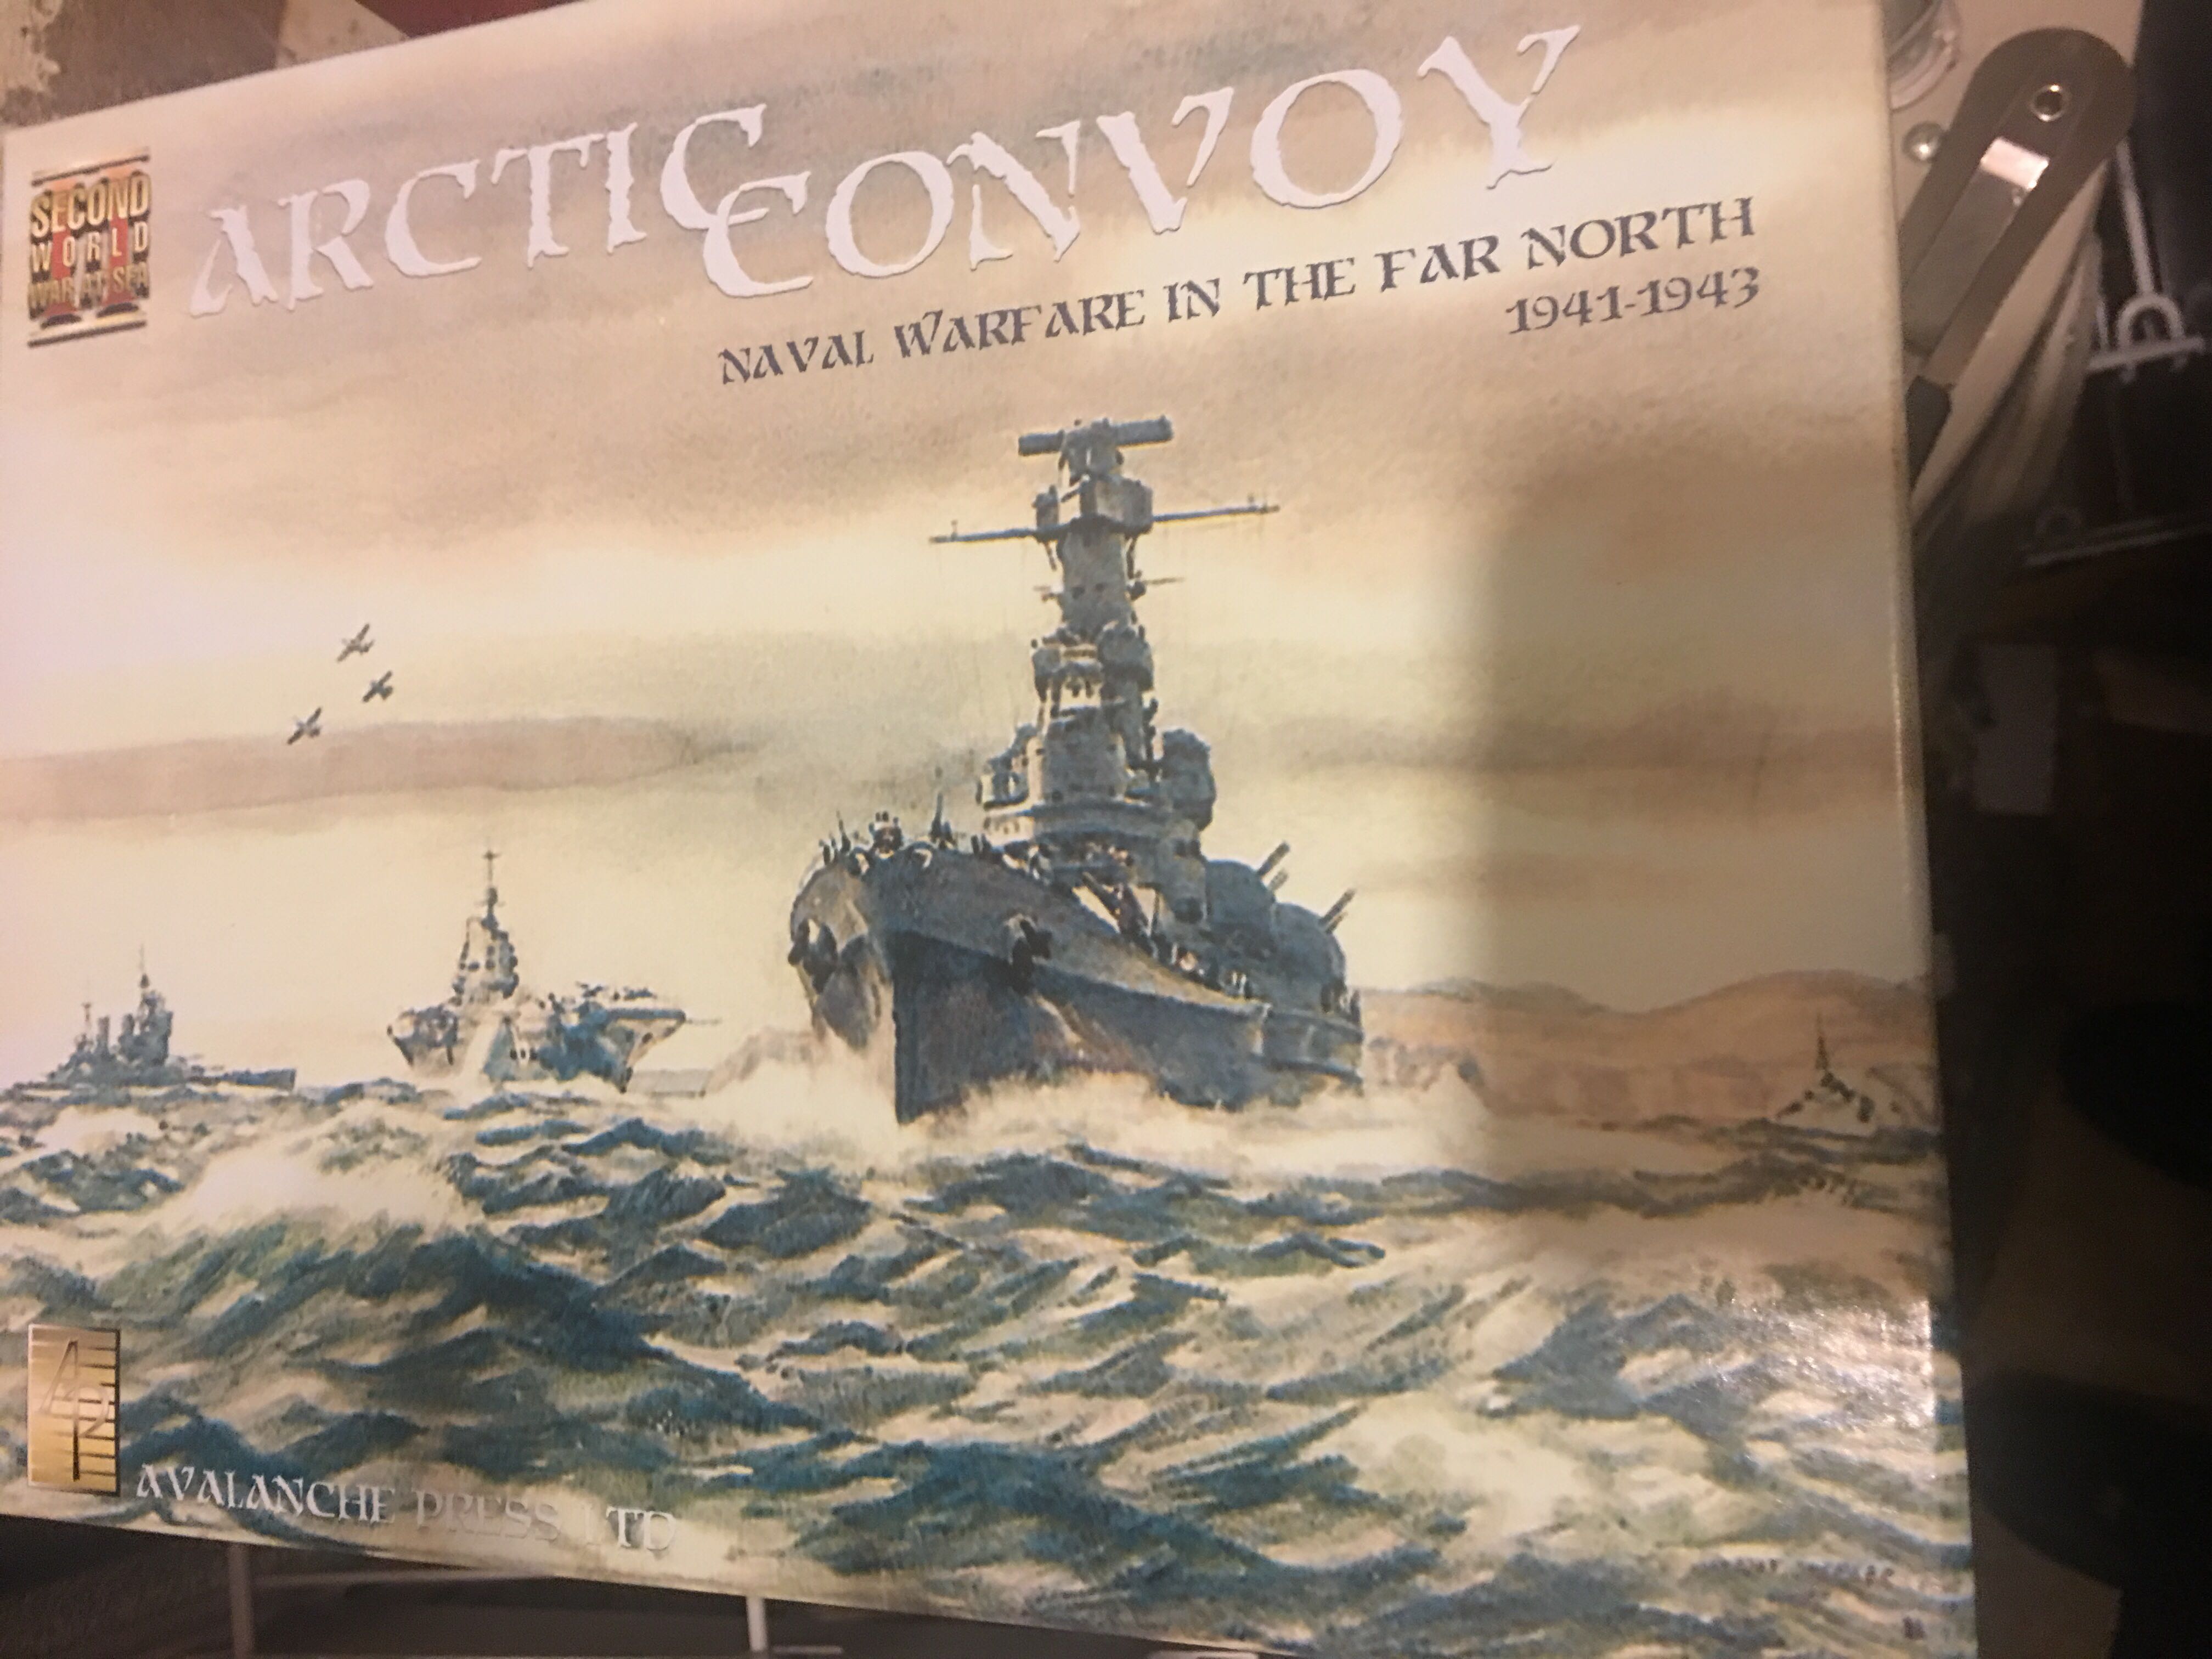 SECOND
WORLD
WAR AT SEA
ARCTIC CONVOY
NAVAL WARFARE IN THE FAR NORTH
1941-1943
AVALANCHE PRESS LTD